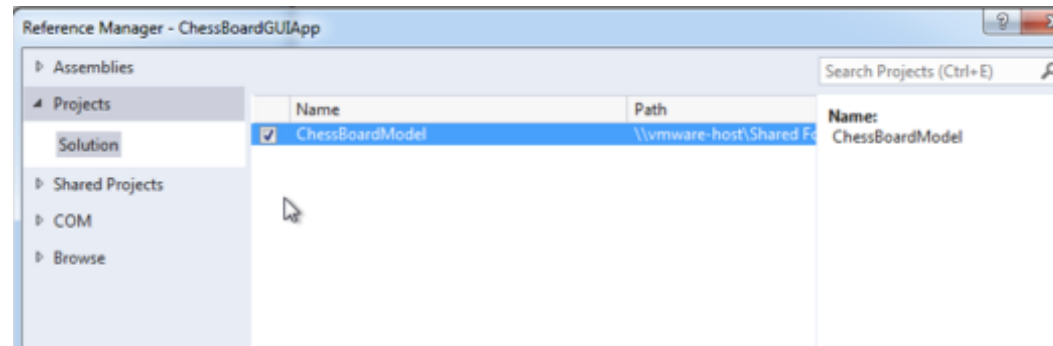 Reference Manager - ChessBoardGUIApp
Assemblies
Search Projects (Ctrl+E)
Projects
Name Path
Name:
ChessBoardModel \\vmware-host\Shared Fo
ChessBoardModel
Solution
Shared Projects
COM
Browse